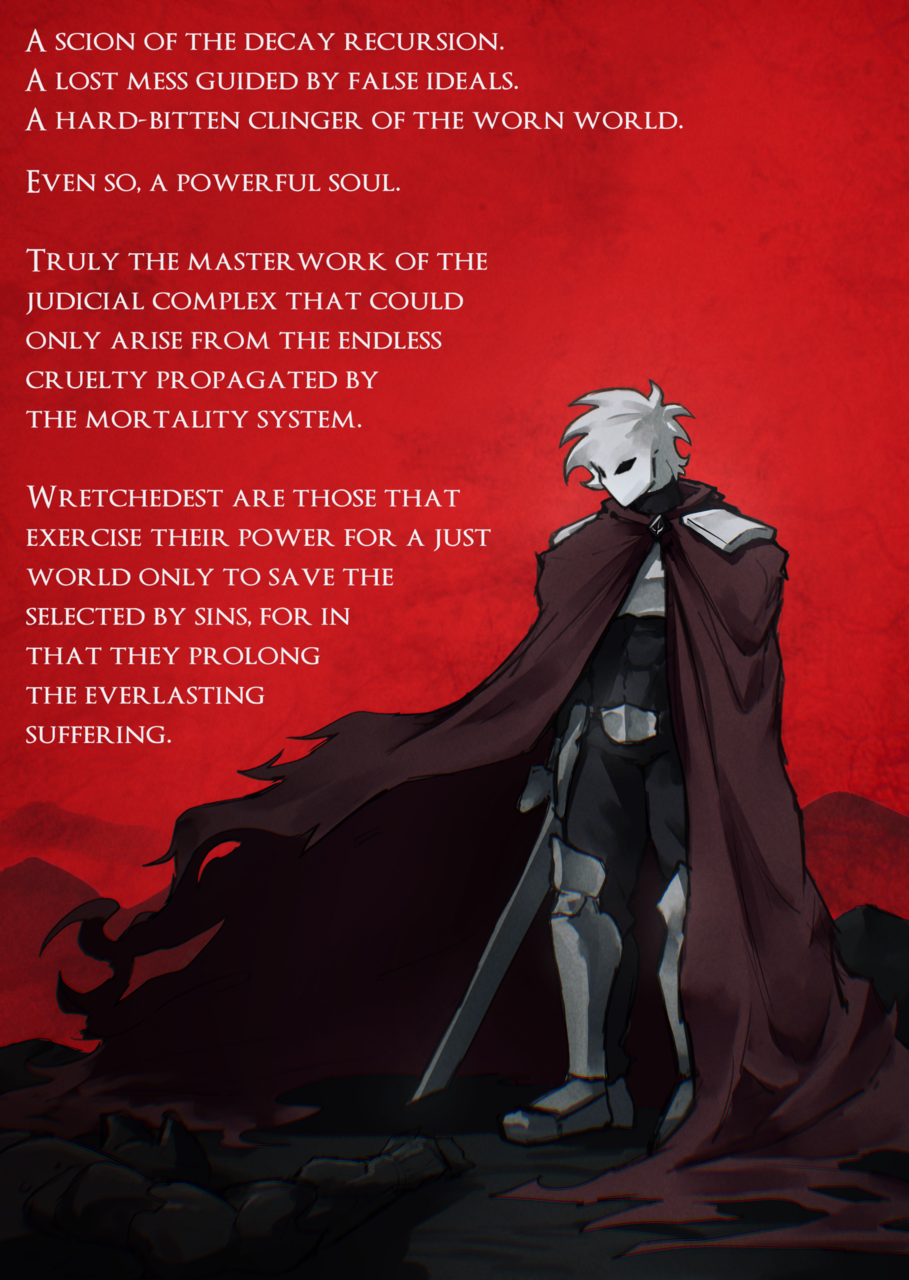 A SCION OF THE DECAY RECURSION.
A LOST MESS GUIDED BY FALSE IDEALS.
A HARD-BITTEN CLINGER OF THE WORN WORLD.
EVEN SO, A POWERFUL SOUL.
TRULY THE MASTERWORK OF THE
JUDICIAL COMPLEX THAT COULD
ONLY ARISE FROM THE ENDLESS
CRUELTY PROPAGATED BY
THE MORTALITY SYSTEM.
WRETCHEDEST ARE THOSE THAT
EXERCISE THEIR POWER FOR A JUST
WORLD ONLY TO SAVE THE
SELECTED BY SINS, FOR IN
THAT THEY PROLONG
THE EVERLASTING
SUFFERING.